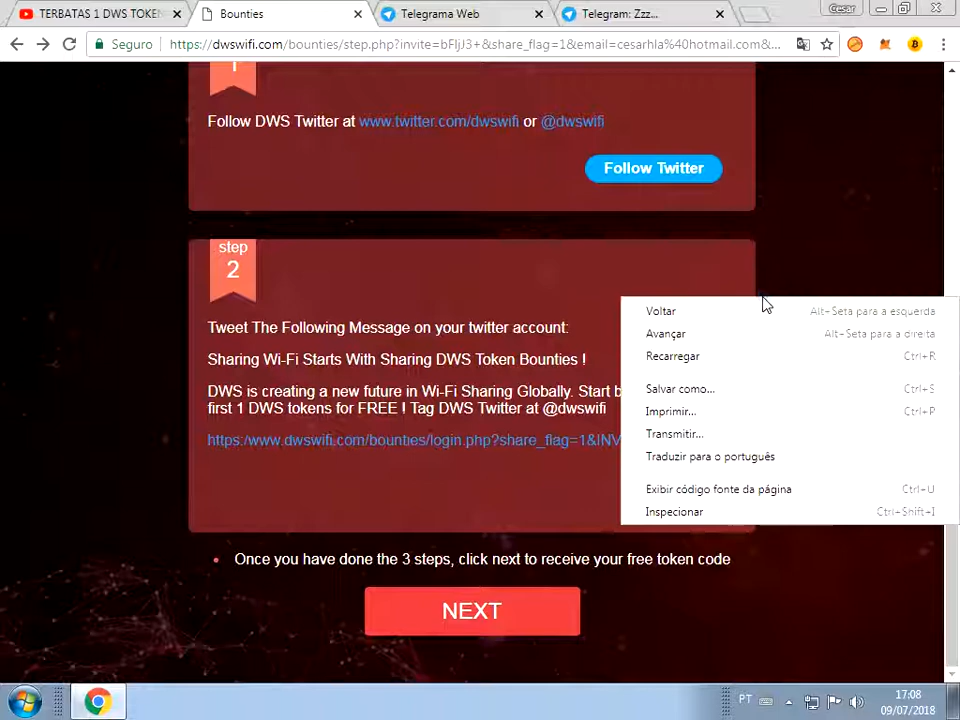 TERBATAS 1 DWS TOKEN
Bounties
Telegrama Web
Telegram: Zzz...
Cesar
Seguro
https://dwswifi.com/bounties/step.php?invite=bFljJ3+&share_flag=1&email=cesarhla%40hotmail.com&...
1
Follow DWS Twitter at www.twitter.com/dwswifi or @dwswifi
Follow Twitter
step
2
Tweet The Following Message on your twitter account:
Sharing Wi-Fi Starts With Sharing DWS Token Bounties !
DWS is creating a new future in Wi-Fi Sharing Globally. Start b
first 1 DWS tokens for FREE ! Tag DWS Twitter at @dwswifi
https:/www.dwswifi.com/bounties/login.php?share_flag=1&INV
Voltar Alt+Seta para a esquerda
Avançar Alt+Seta para a direita
Recarregar Ctrl+R
Salvar como... Ctrl+S
Imprimir... Ctrl+P
Transmitir...
Traduzir para o português
Exibir código fonte da página Ctrl+U
Inspecionar Ctrl+Shift+I
Once you have done the 3 steps, click next to receive your free token code
NEXT
PT
17:08
09/07/2018